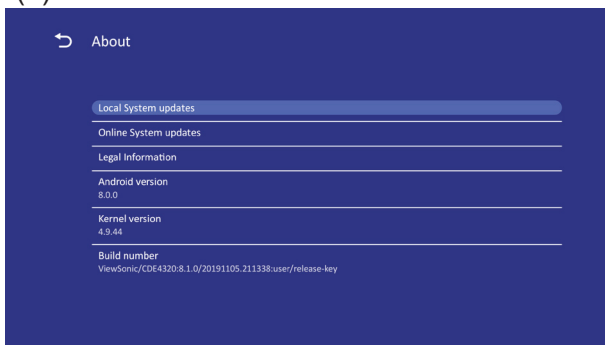 About
Local System updates
Online System updates
Legal Information
Android version
8.0.0
Kernel version
4.9.44
Build number
ViewSonic/CDE4320:8.1.0/20191105.211338:user/release-key